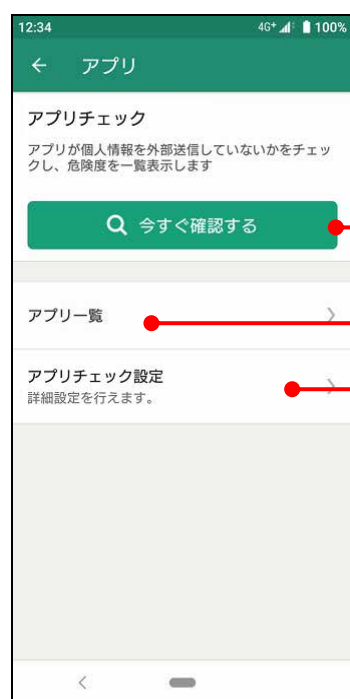 12:34 4G+ 100%
アプリ
アプリチェック
アプリが個人情報を外部送信していないかをチェッ
クし、危険度を一覧表示します
今すぐ確認する
アプリ一覧
アプリチェック設定
詳細設定を行えます。